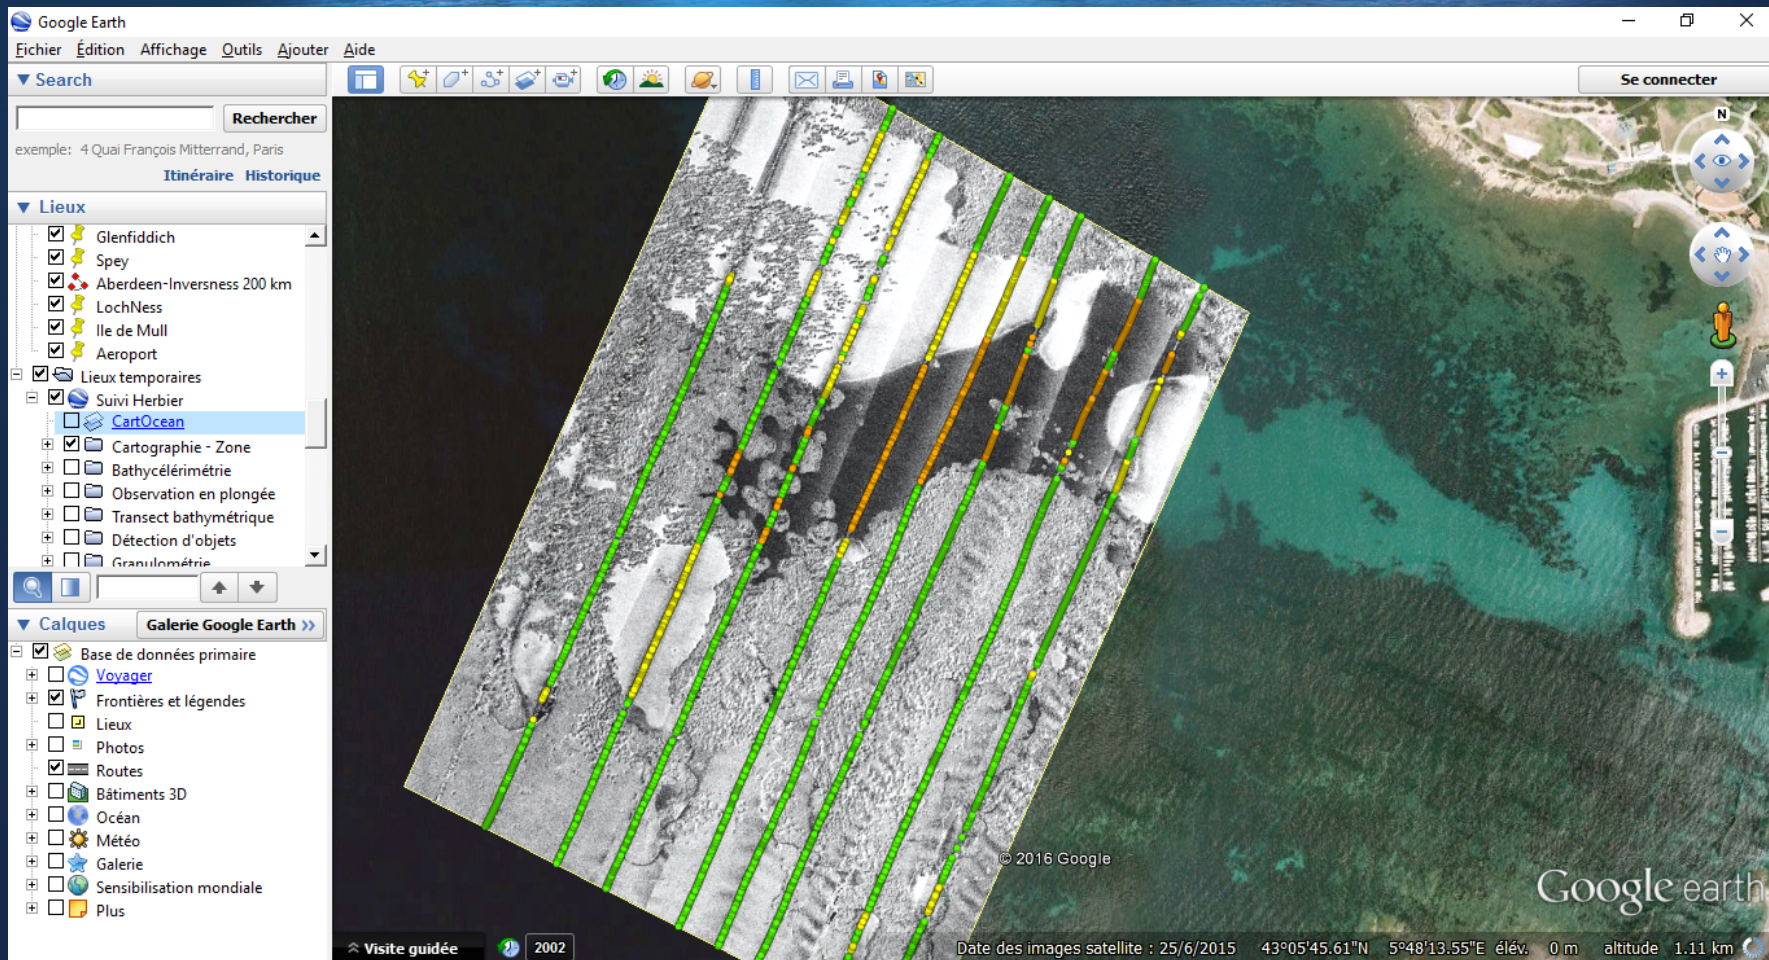 Google Earth
Fichier Édition Affichage Outils Ajouter Aide
Search
Se connecter
Rechercher
exemple: 4 Quai François Mitterrand, Paris
Itinéraire Historique
Lieux
Glenfiddich
Spey
Aberdeen-Inversness 200 km
LochNess
Ile de Mull
Aeroport
Lieux temporaires
Suivi Herbier
CartOcean
Cartographie - Zone
Bathycélérimétrie
Observation en plongée
Transect bathymétrique
Détection d'objets
Granulométrie
Calques
Galerie Google Earth >>
Base de données primaire
Voyager
Frontières et légendes
Lieux
Photos
Routes
Bâtiments 3D
Océan
Météo
Galerie
Sensibilisation mondiale
Plus
N
© 2016 Google
Google earth
Visite guidée
2002
Date des images satellite : 25/6/2015 43°05'45.61"N 5°48'13.55"E élév. 0 m altitude 1.11 km